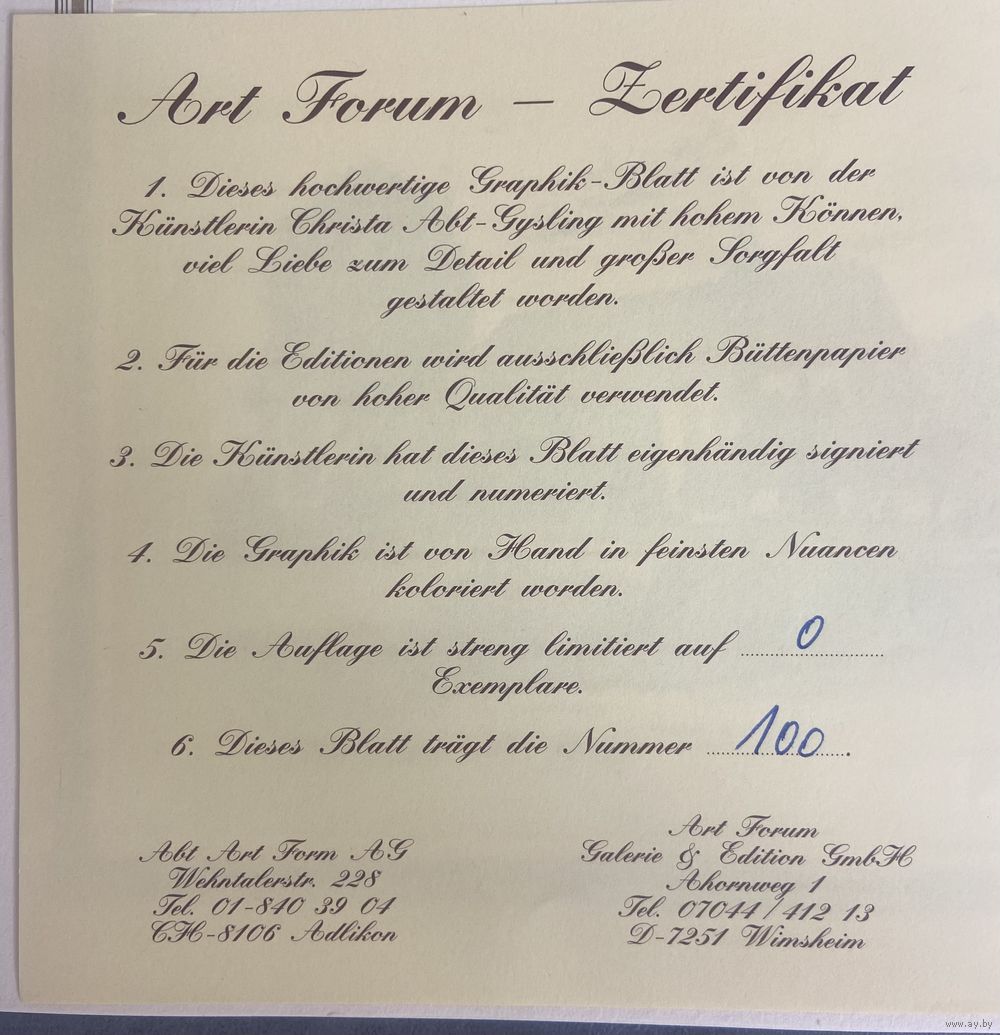 Art Forum – Zertifikat
1. Dieses hochwertige Graphik-Blatt ist von der
Künstlerin Christa Abt-Gysling mit hohem Können,
viel Liebe zum Detail und großer Sorgfalt
gestaltet worden.
2. Für die Editionen wird ausschließlich Büttenpapier
von hoher Qualität verwendet.
3. Die Künstlerin hat dieses Blatt eigenhändig signiert
und numeriert.
4. Die Graphik ist von Hand in feinsten Nuancen
koloriert worden.
5. Die Auflage ist streng limitiert auf 0
Exemplare.
6. Dieses Blatt trägt die Nummer 100.
Abt Art Form AG
Wehntalerstr. 228
Tel. 01-840 39 04
CH-8106 Adlikon
Art Forum
Galerie & Edition GmbH
Ahornweg 1
Tel. 07044 / 412 13
D-7251 Wimsheim
www.ay.by